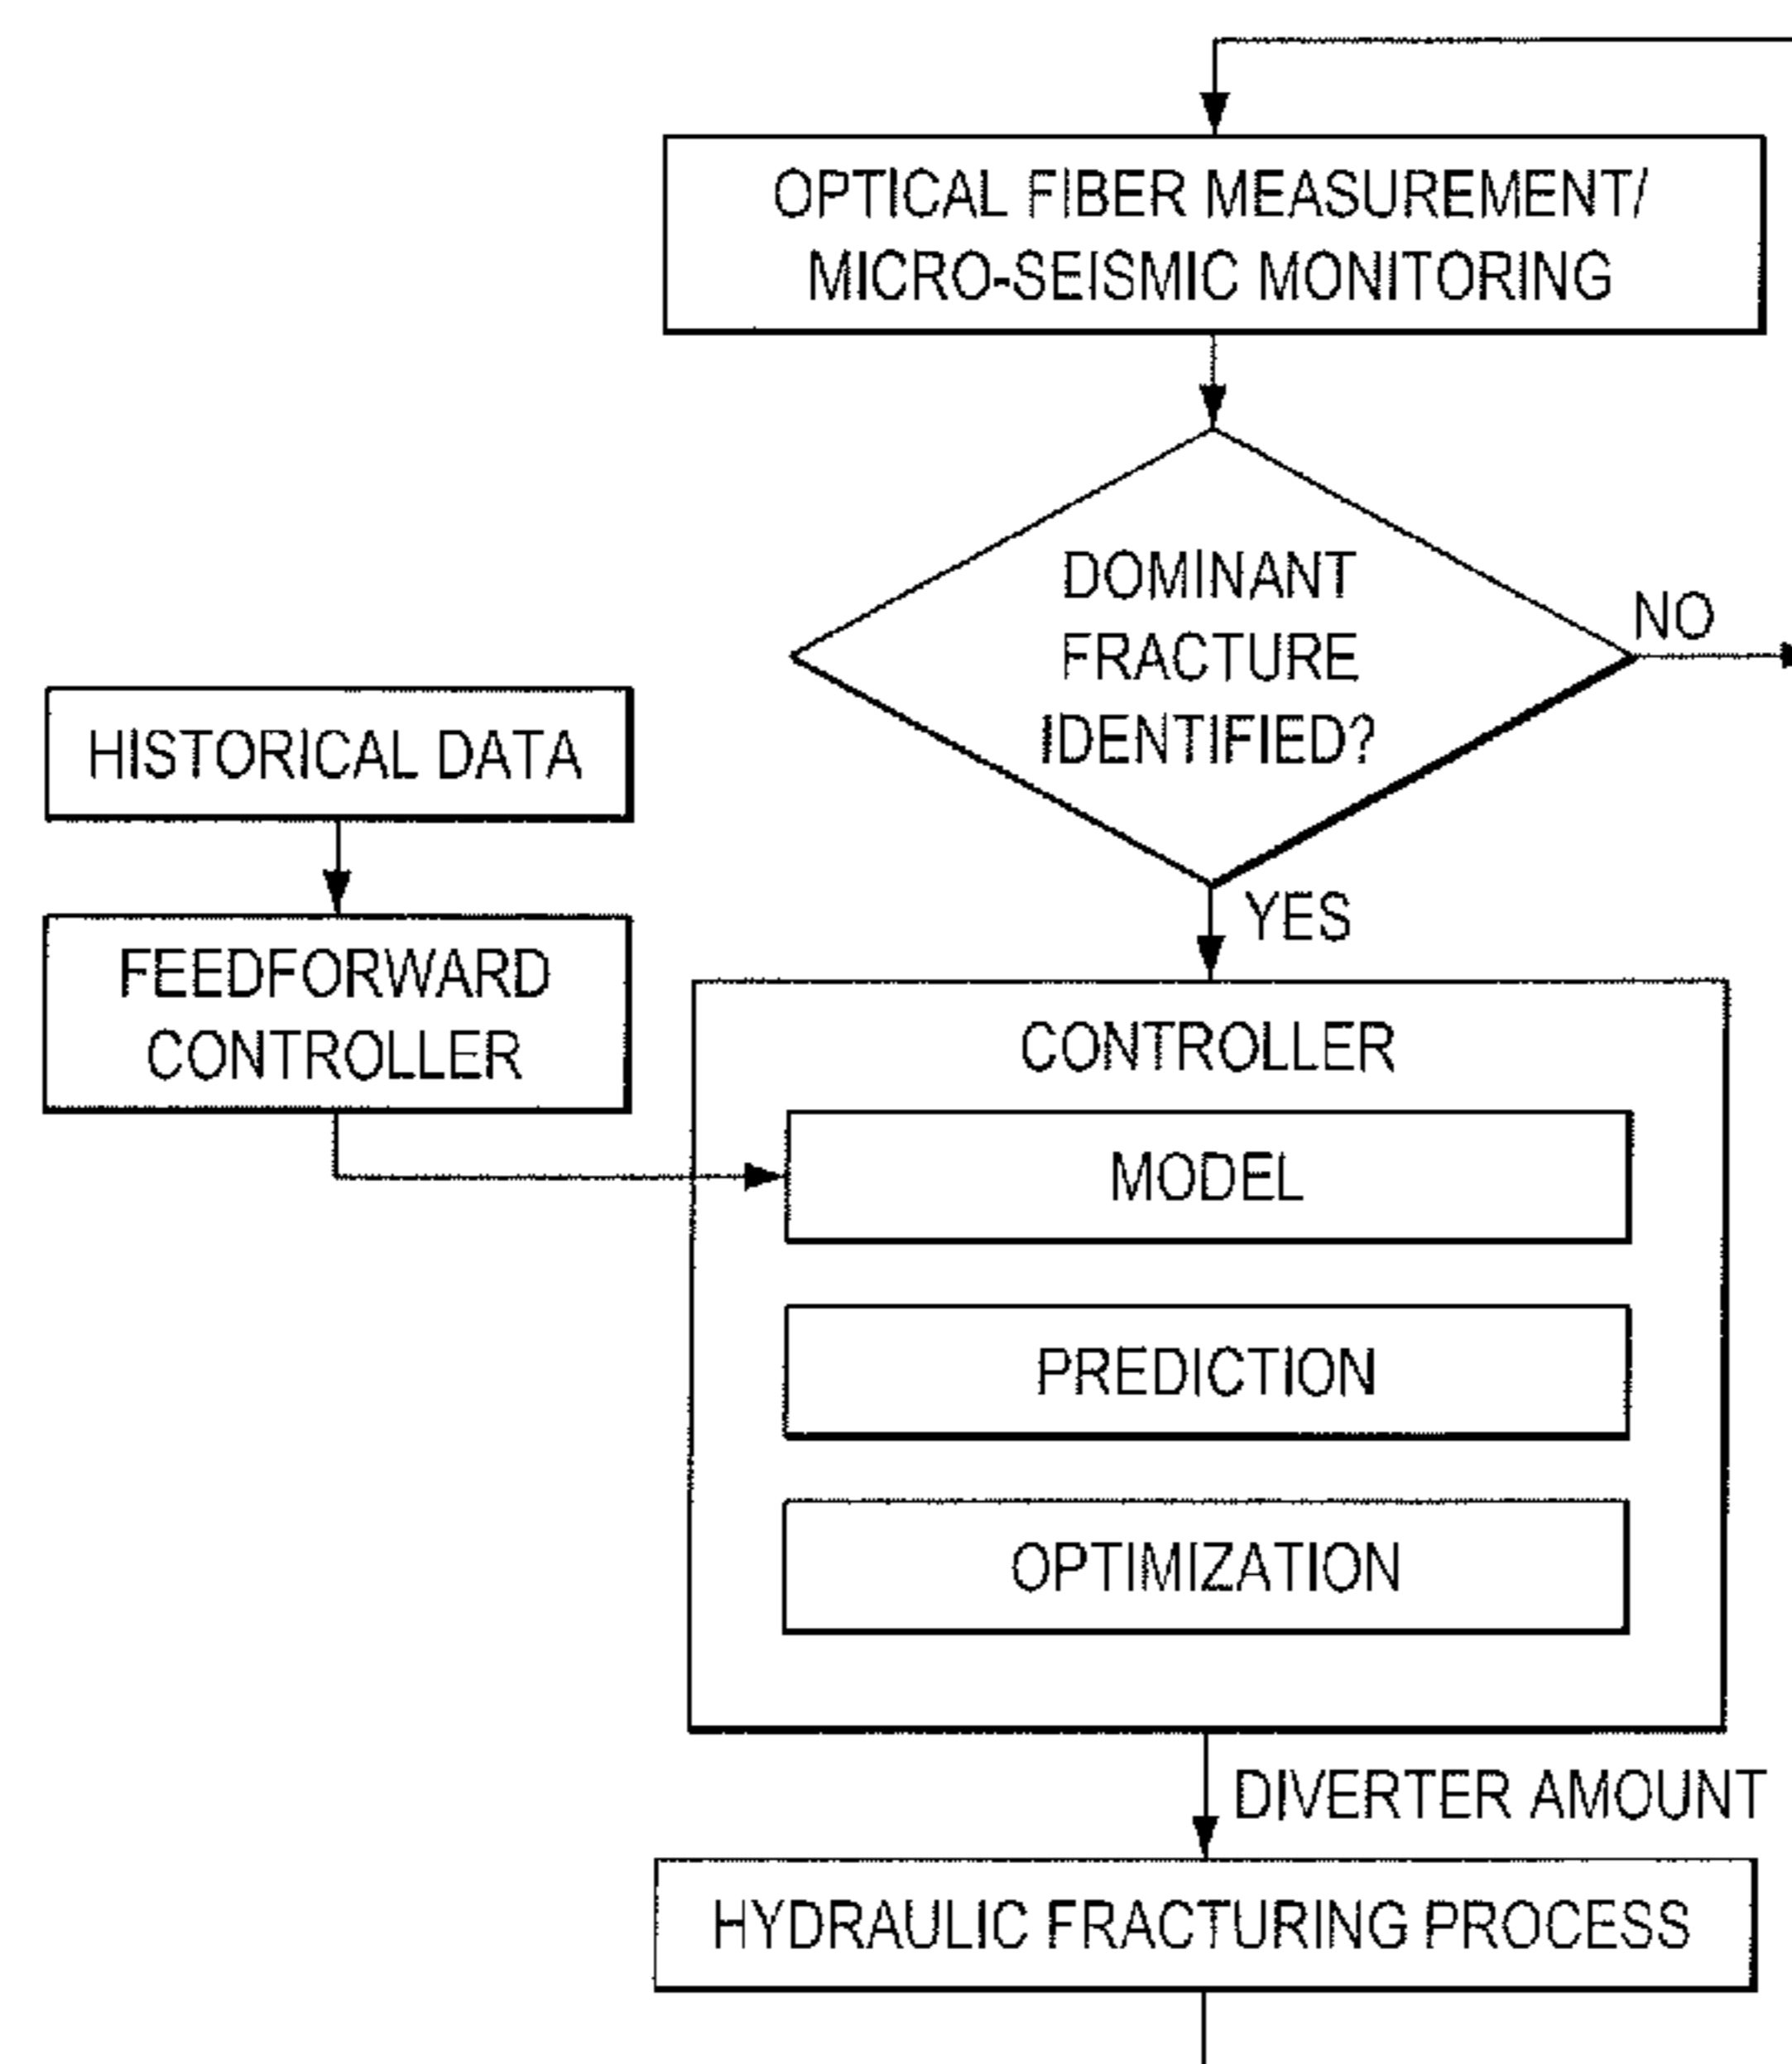 OPTICAL FIBER MEASUREMENT/
MICRO-SEISMIC MONITORING
DOMINANT
FRACTURE
IDENTIFIED?
NO
YES
HISTORICAL DATA
FEEDFORWARD
CONTROLLER
CONTROLLER
MODEL
PREDICTION
OPTIMIZATION
DIVERTER AMOUNT
HYDRAULIC FRACTURING PROCESS